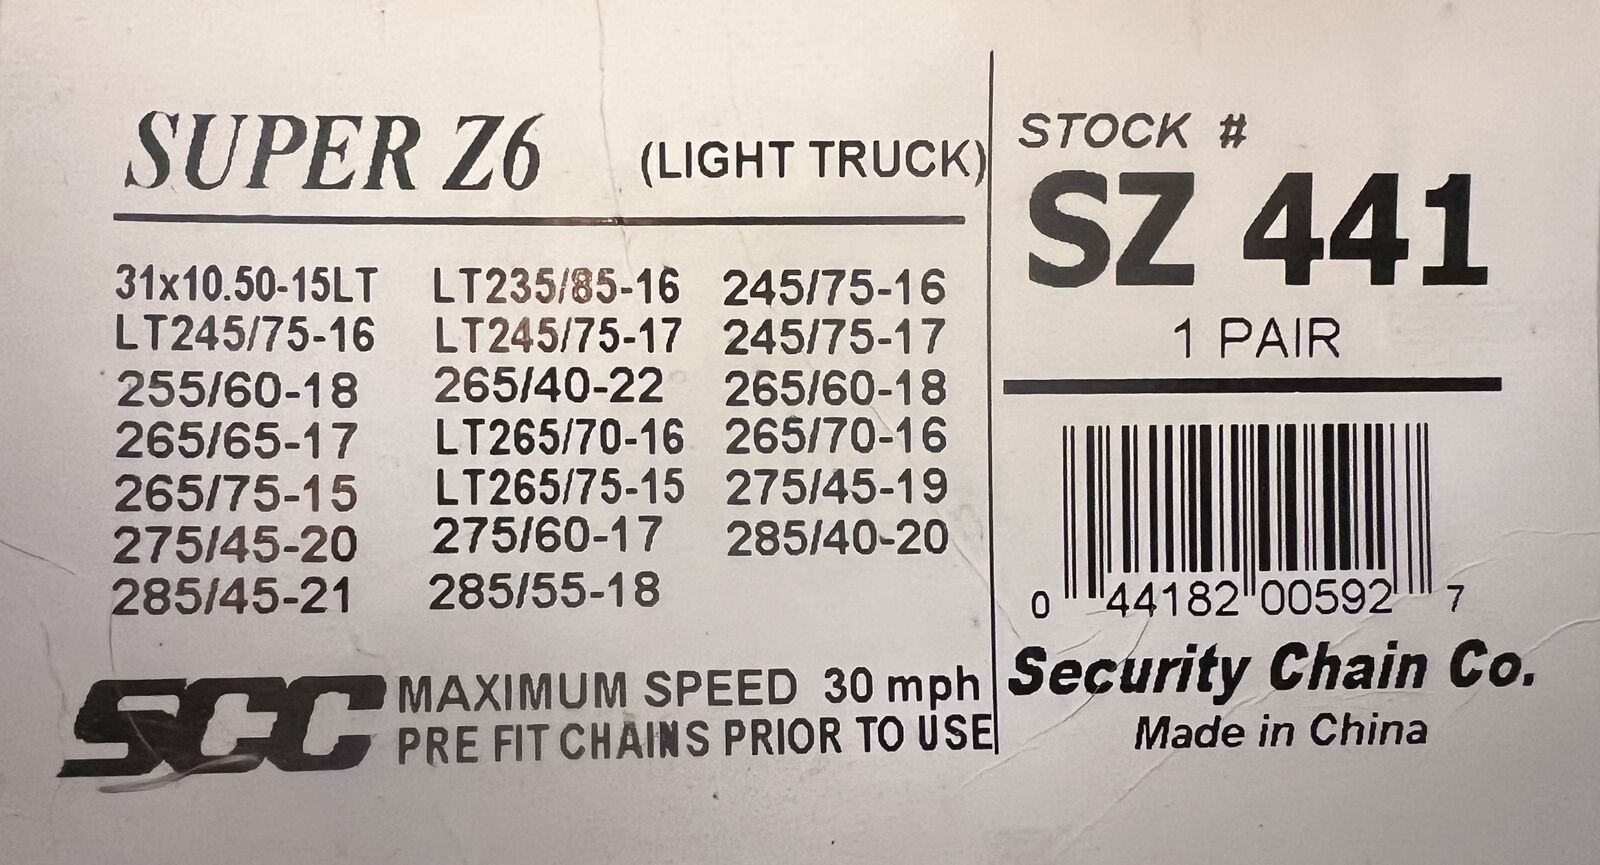 SUPER Z6 (LIGHT TRUCK)
31x10.50-15LT LT235/85-16 245/75-16
LT245/75-16 LT245/75-17 245/75-17
255/60-18 265/40-22 265/60-18
265/65-17 LT265/70-16 265/70-16
265/75-15 LT265/75-15 275/45-19
275/45-20 275/60-17 285/40-20
285/45-21 285/55-18
SCC MAXIMUM SPEED 30 mph
PRE FIT CHAINS PRIOR TO USE
STOCK #
SZ 441
1 PAIR
0 44182 00592 7
Security Chain Co.
Made in China